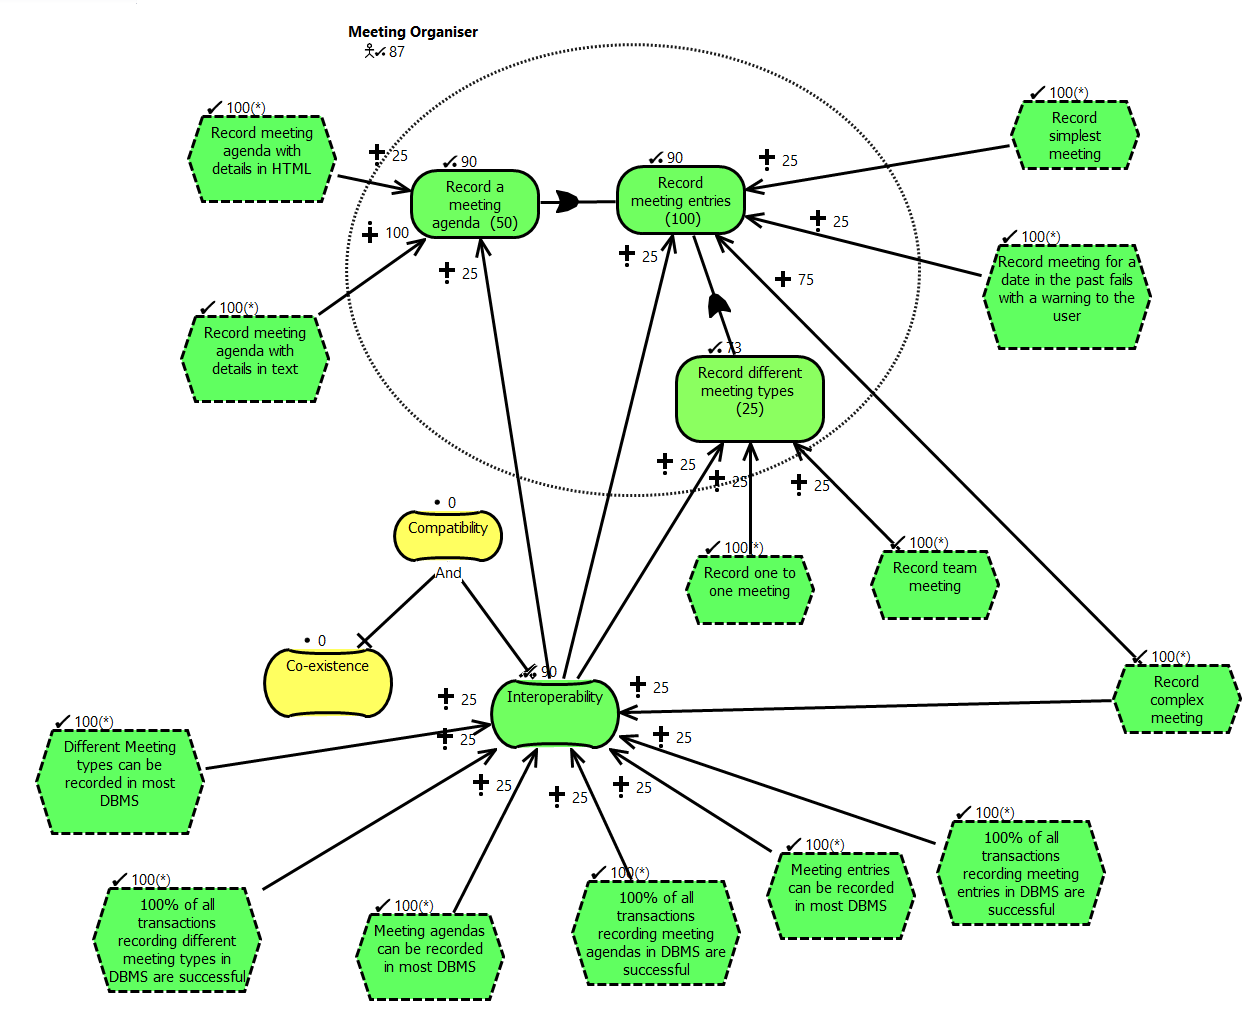 Meeting Organiser
87
100(*)
Record meeting
agenda with
details in HTML
25
90
Record a
meeting
agenda (50)
90
Record
meeting entries
(100)
25
100(*)
Record
simplest
meeting
100
25
25
25
100(*)
Record meeting for a
date in the past fails
with a warning to the
user
75
100(*)
Record meeting
agenda with
details in text
73
Record different
meeting types
(25)
25
25
25
0
Compatibility
And
100(*)
Record one to
one meeting
100(*)
Record team
meeting
0
Co-existence
90
Interoperability
25
25
25
25
25
25
25
100(*)
Record
complex
meeting
100(*)
Different Meeting
types can be
recorded in most
DBMS
100(*)
100% of all
transactions
recording different
meeting types in
DBMS are successful
100(*)
Meeting agendas
can be recorded
in most DBMS
100(*)
100% of all
transactions
recording meeting
agendas in DBMS are
successful
100(*)
Meeting entries
can be recorded
in most DBMS
100(*)
100% of all
transactions
recording meeting
entries in DBMS are
successful